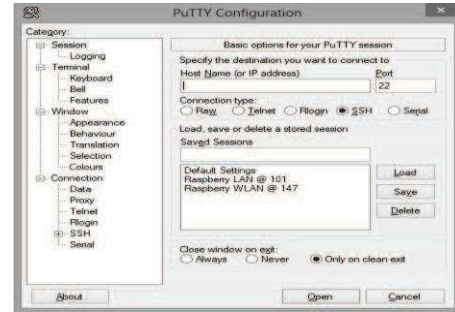 PuTTY Configuration
Category:
Session
Logging
Terminal
Keyboard
Bell
Features
Window
Appearance
Behaviour
Translation
Selection
Colours
Connection
Data
Proxy
Telnet
Rlogin
SSH
Serial
Basic options for your PuTTY session
Specify the destination you want to connect to
Host Name (or IP address) Port
22
Connection type:
Raw Telnet Rlogin SSH Serial
Load, save or delete a stored session
Saved Sessions
Default Settings
Raspberry LAN @ 101
Raspberry WLAN @ 147
Load
Save
Delete
Close window on exit:
Always Never Only on clean exit
About Open Cancel